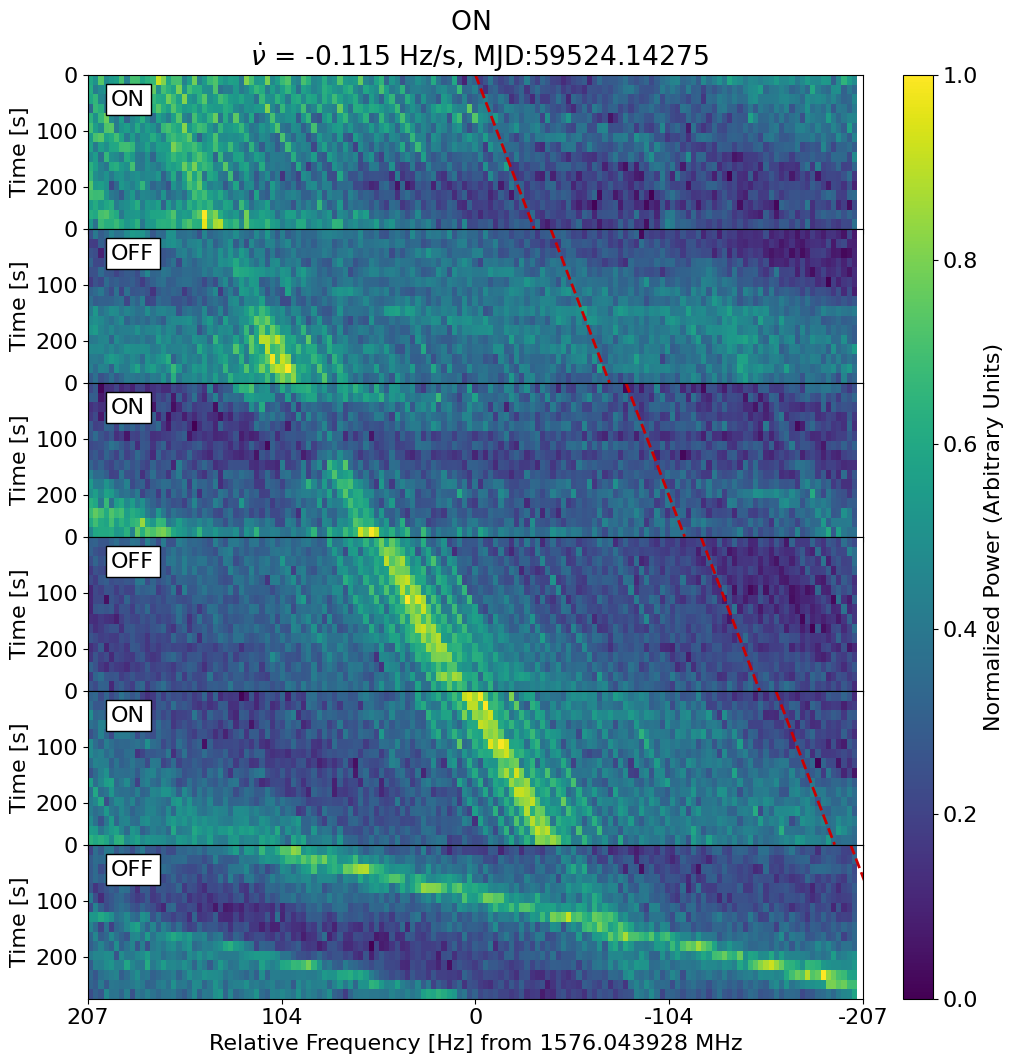 ON
ν̇ = -0.115 Hz/s, MJD:59524.14275
0
ON
100
200
Time [s]
0
OFF
100
200
Time [s]
0
ON
100
200
Time [s]
0
OFF
100
200
Time [s]
0
ON
100
200
Time [s]
0
OFF
100
200
Time [s]
207 104 0 -104 -207
Relative Frequency [Hz] from 1576.043928 MHz
1.0
0.8
0.6
0.4
0.2
0.0
Normalized Power (Arbitrary Units)